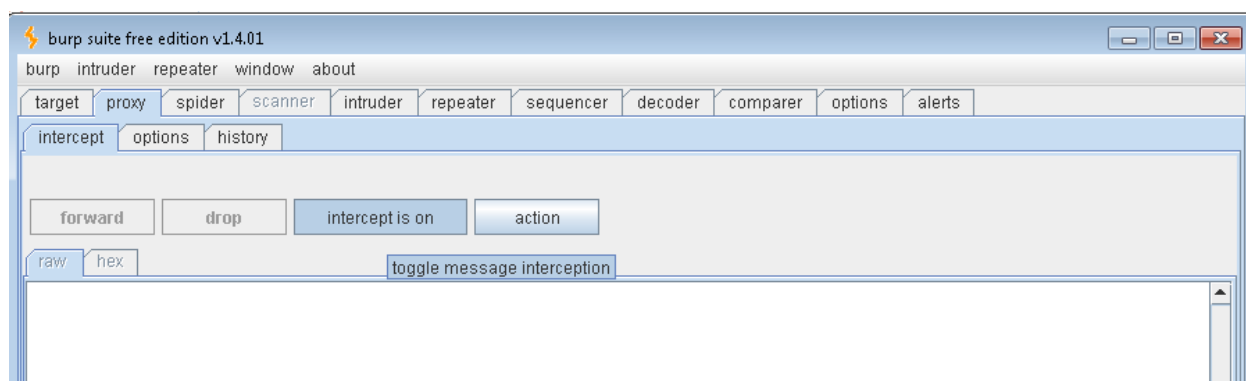 burp suite free edition v1.4.01
burp intruder repeater window about
target proxy spider scanner intruder repeater sequencer decoder comparer options alerts
intercept options history
forward drop intercept is on action
raw hex
toggle message interception